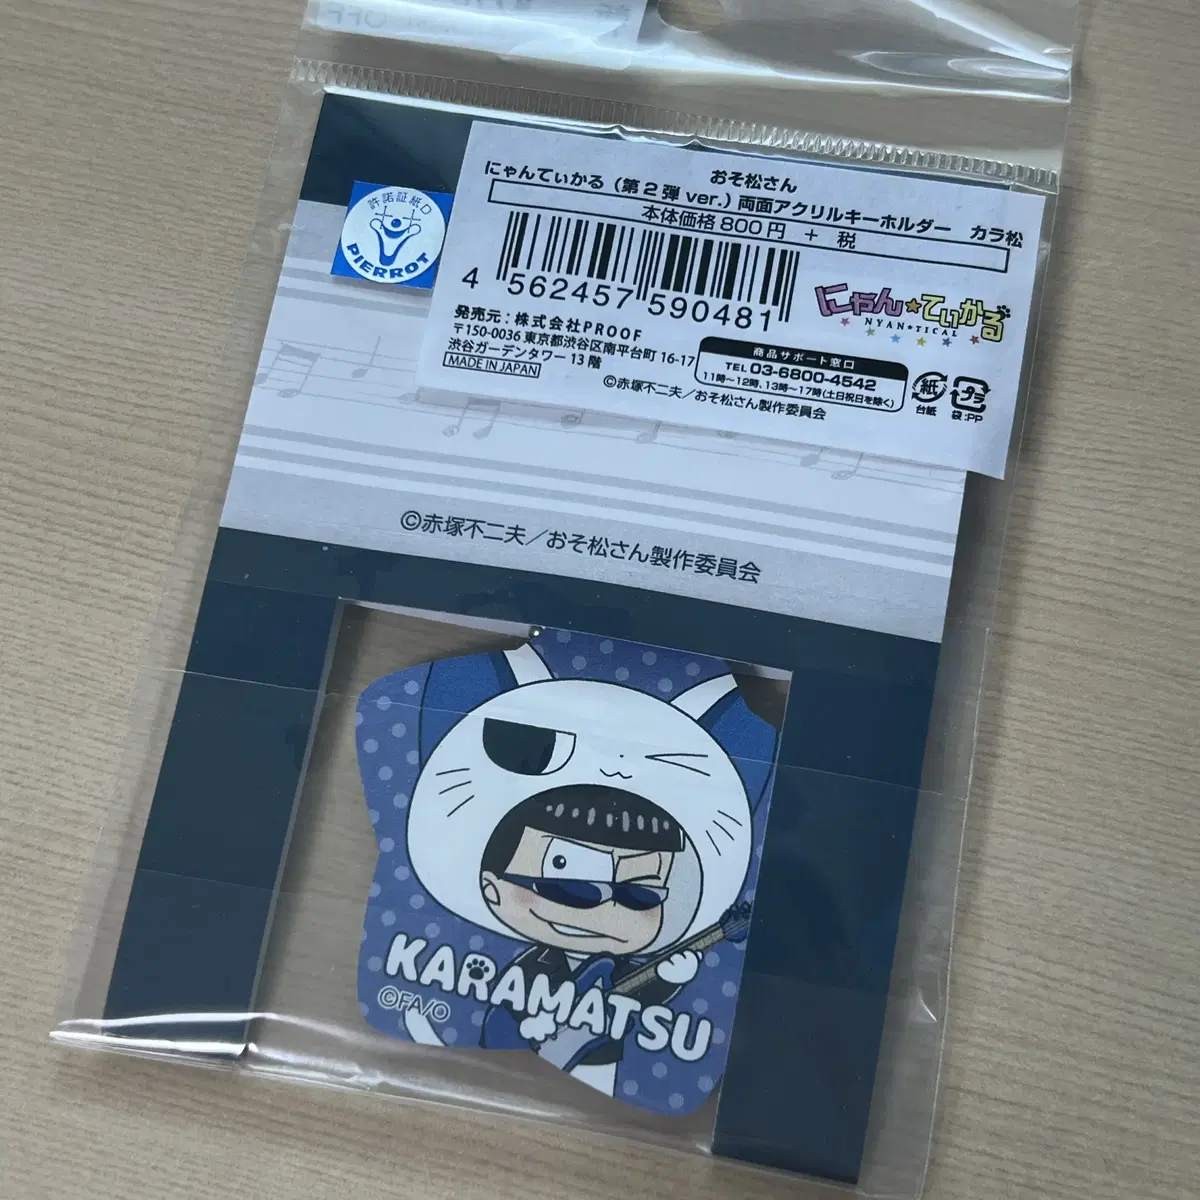 おそ松さん
にゃんてぃかる（第2弾 ver.）両面アクリルキーホルダー　カラ松
本体価格 800円 ＋ 税
4 562457 590481
許諾証紙D
PIERROT
にゃん★てぃかる
NYAN★TICAL
発売元：株式会社PROOF
〒150-0036 東京都渋谷区南平台町 16-17
渋谷ガーデンタワー 13 階
MADE IN JAPAN
商品サポート窓口
TEL 03-6800-4542
11時～12時、13時～17時(土日祝日を除く)
©赤塚不二夫／おそ松さん製作委員会
紙
台紙
プラ
袋:PP
©赤塚不二夫／おそ松さん製作委員会
KARAMATSU
©FA/O